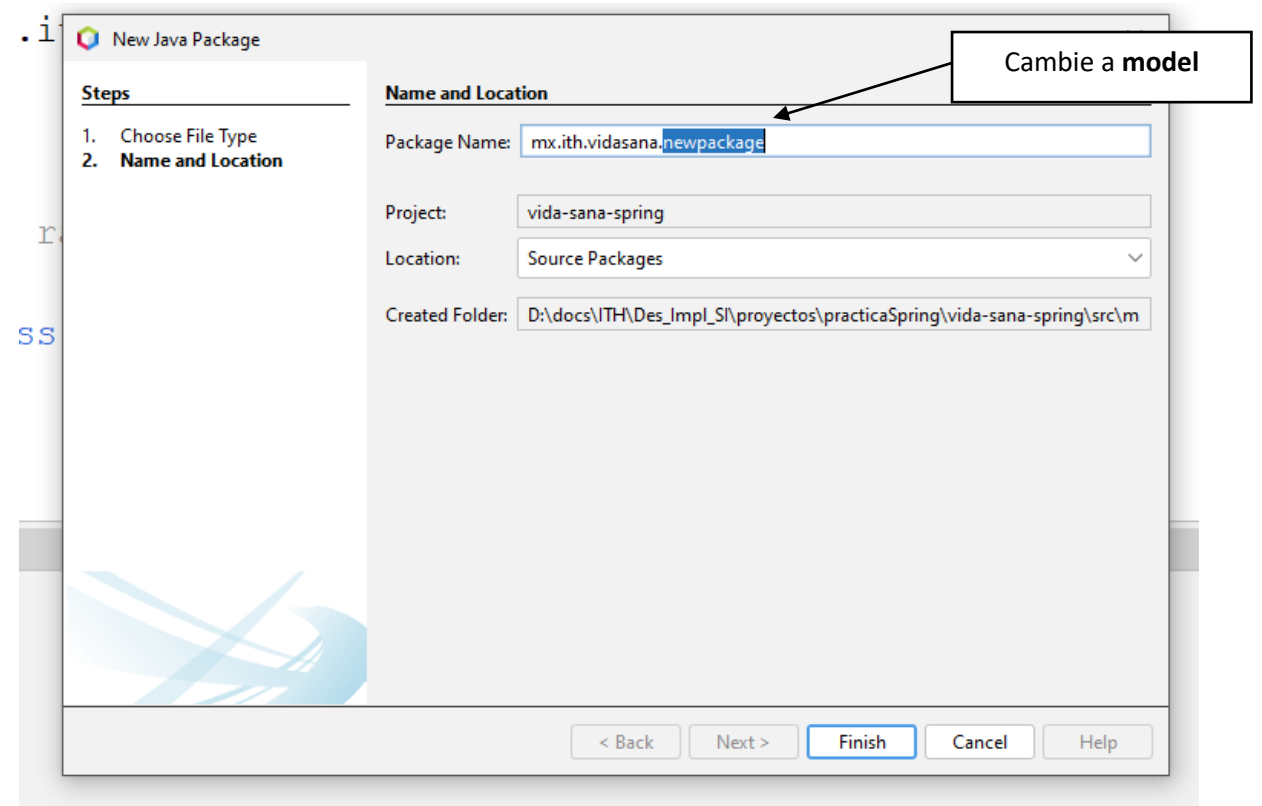 .i
New Java Package
Cambie a model
Steps
1. Choose File Type
2. Name and Location
Name and Location
Package Name: mx.ith.vidasana.newpackage
Project: vida-sana-spring
Location: Source Packages
Created Folder: D:\docs\ITH\Des_Impl_SI\proyectos\practicaSpring\vida-sana-spring\src\m
r
ss
< Back Next > Finish Cancel Help